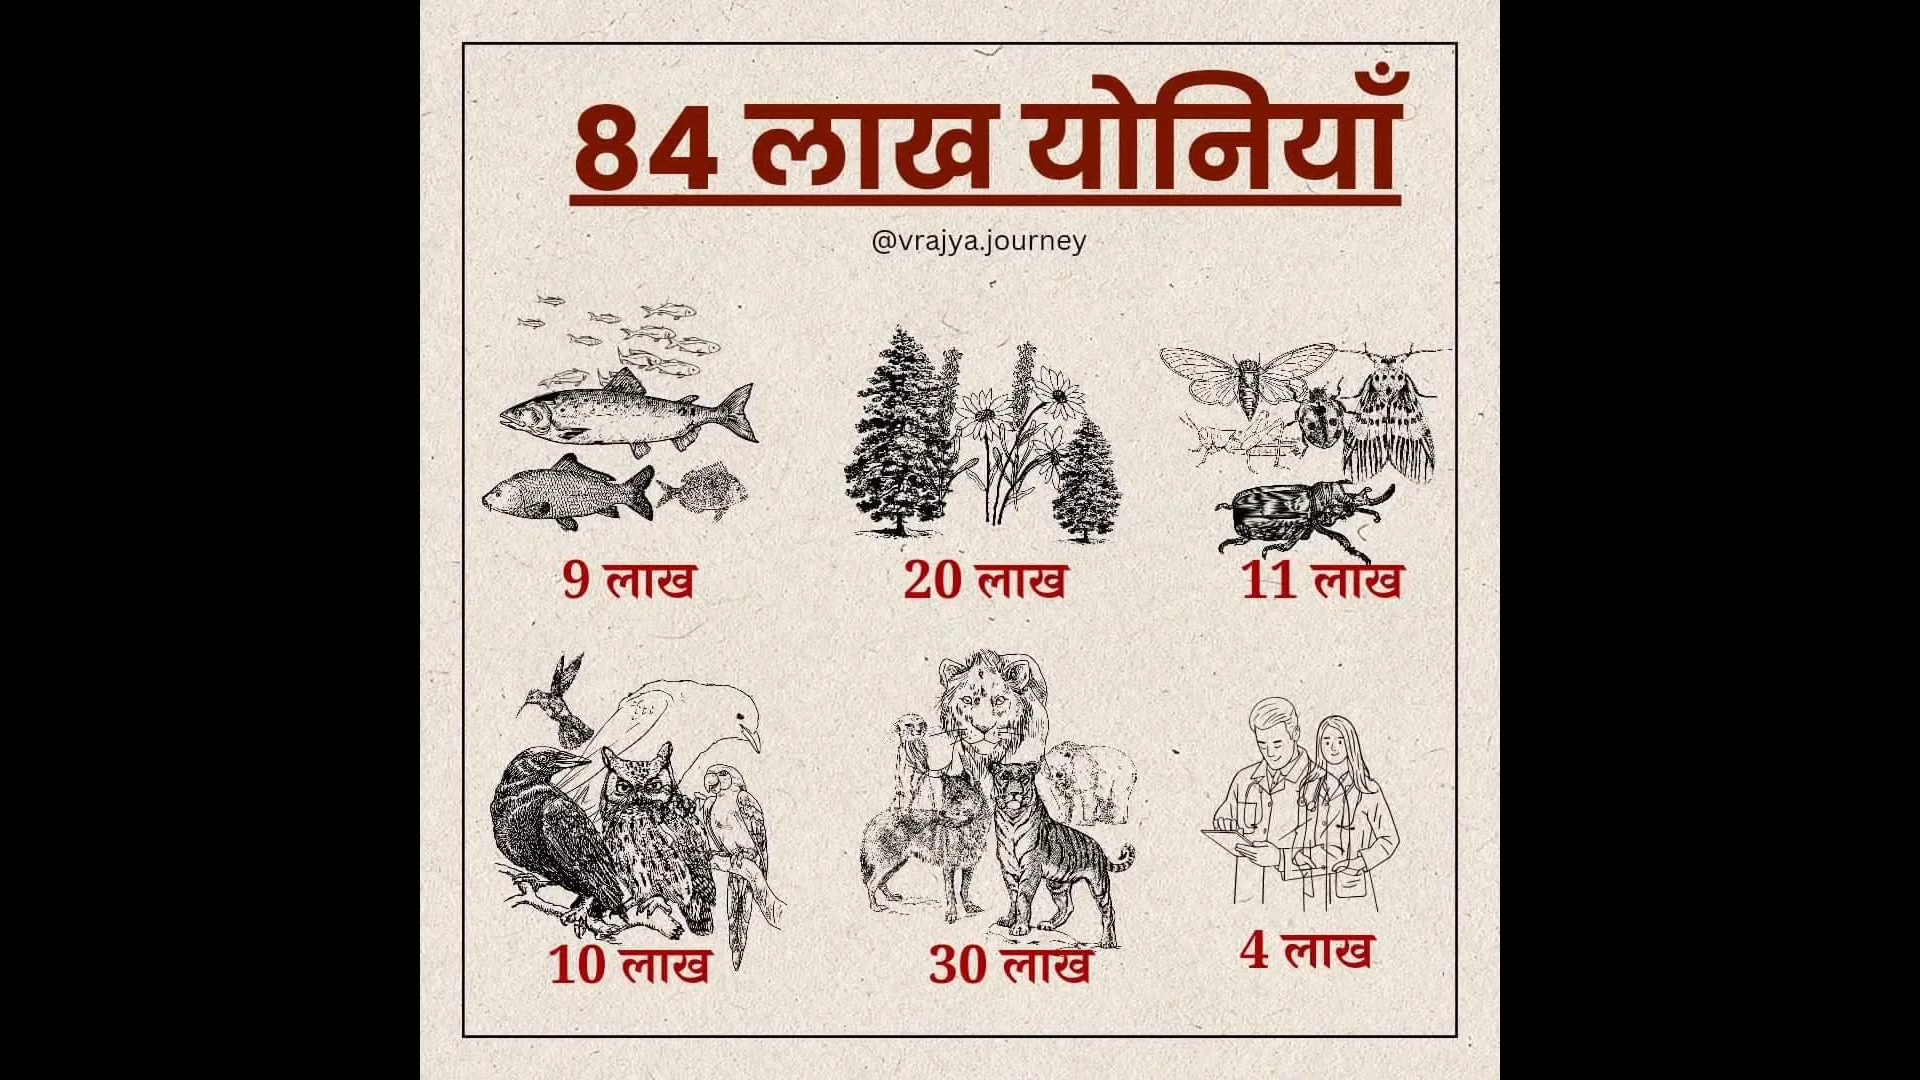 84 लाख योनियाँ
@vrajya.journey
9 लाख
20 लाख
11 लाख
10 लाख
30 लाख
4 लाख